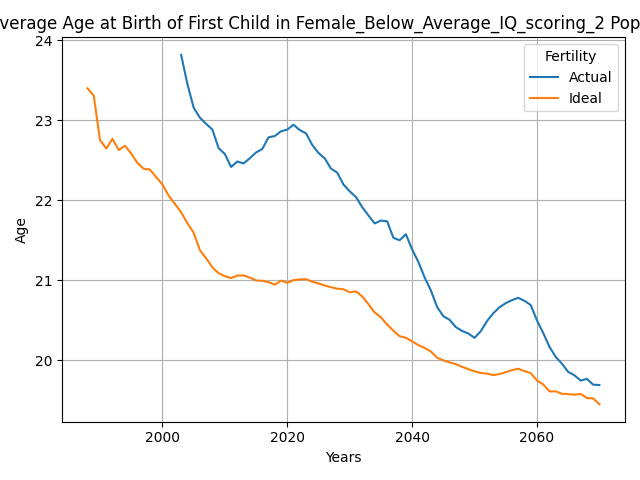 verage Age at Birth of First Child in Female_Below_Average_IQ_scoring_2 Pop
24
23
22
21
20
Age
Fertility
Actual
Ideal
2000
2020
2040
2060
Years